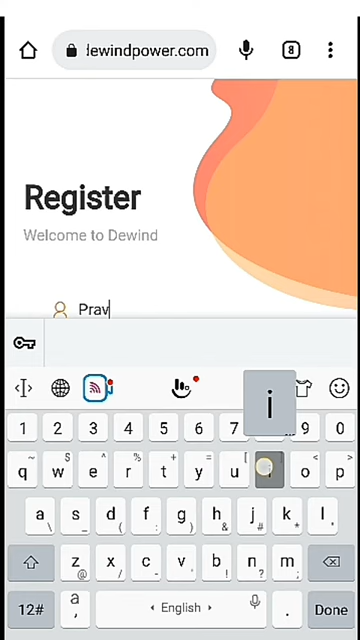 dewindpower.com
8
Register
Welcome to Dewind
Prav
i
1 2 3 4 5 6 7 9 0
q w e r t y u i o p
a s d f g h j k l
z x c v b n m
12# a , English . Done